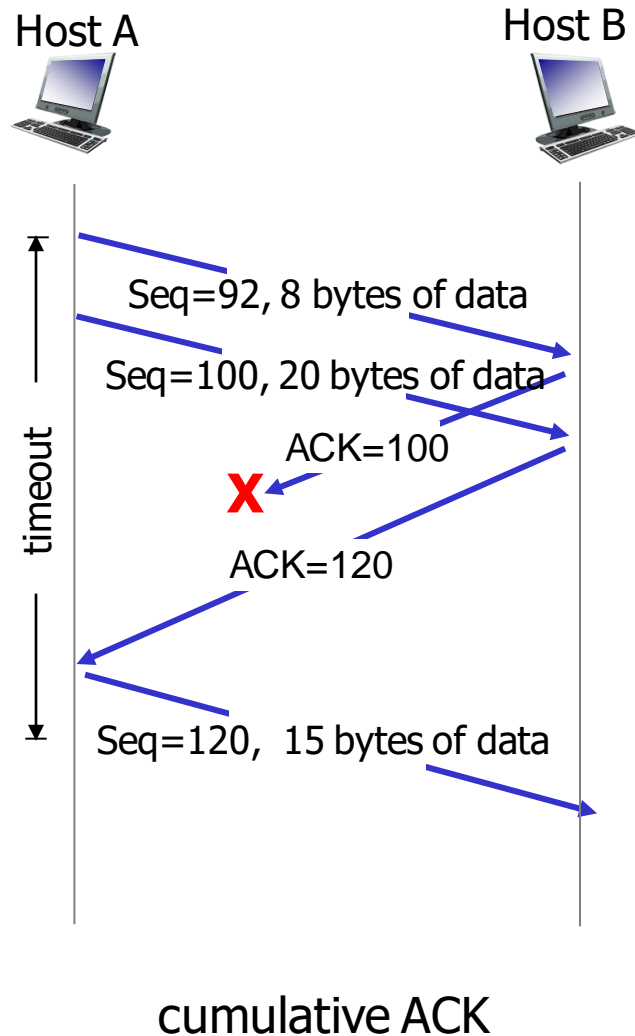 Host A
Host B
Seq=92, 8 bytes of data
Seq=100, 20 bytes of data
timeout
ACK=100
X
ACK=120
Seq=120, 15 bytes of data
cumulative ACK